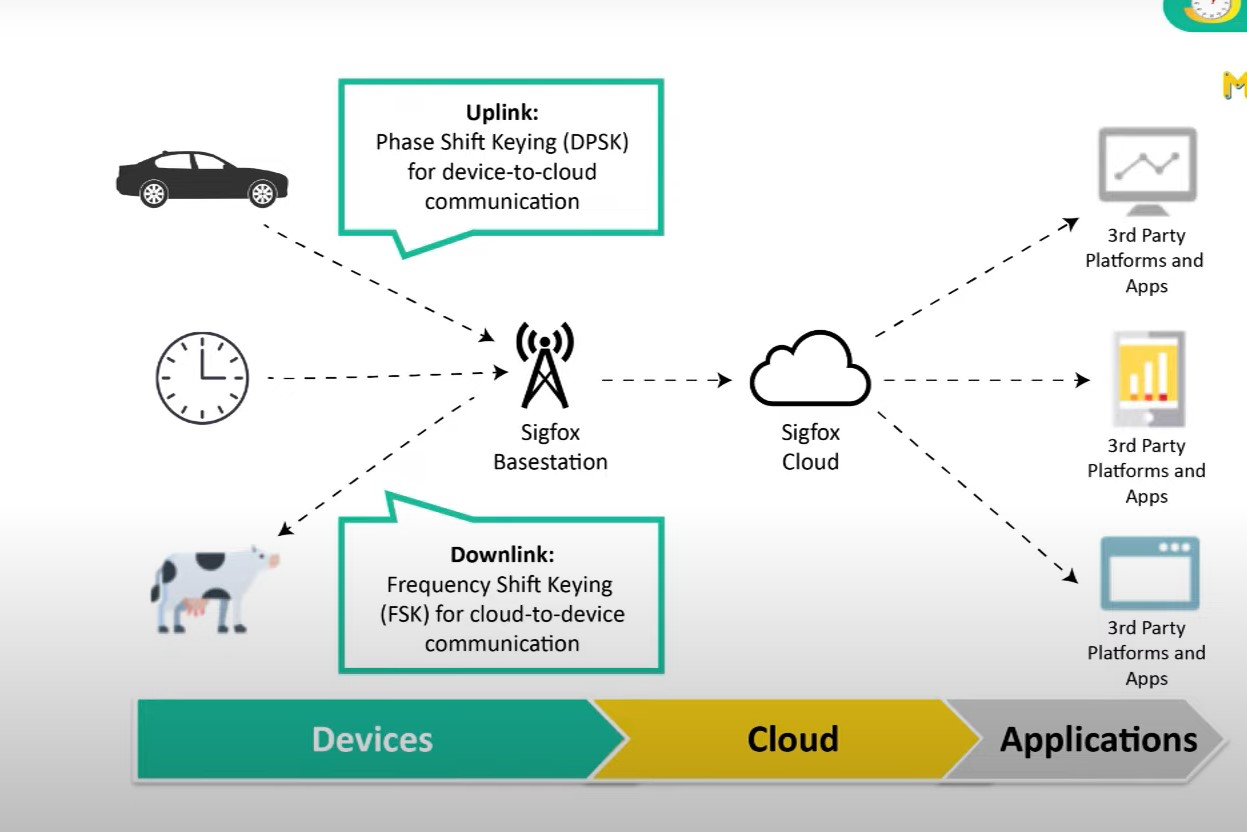 Uplink:
Phase Shift Keying (DPSK)
for device-to-cloud
communication
3rd Party
Platforms and
Apps
Sigfox
Basestation
Sigfox
Cloud
3rd Party
Platforms and
Apps
Downlink:
Frequency Shift Keying
(FSK) for cloud-to-device
communication
3rd Party
Platforms and
Apps
Devices
Cloud
Applications